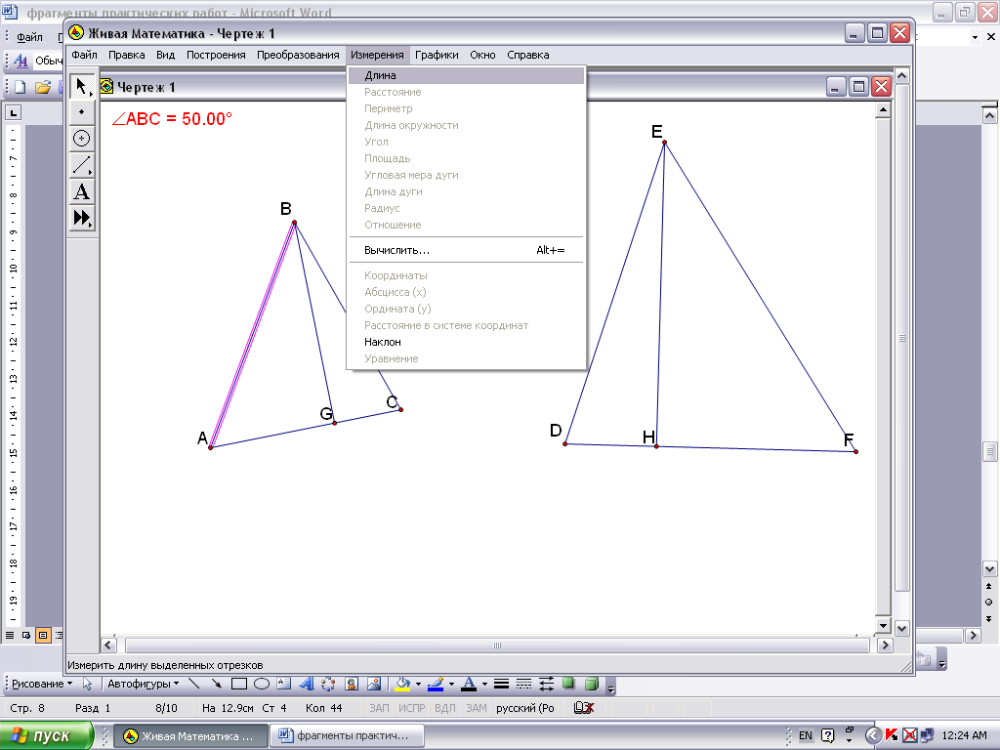 фрагменты практических работ - Microsoft Word
Файл
Живая Математика - Чертеж 1
Файл Правка Вид Построения Преобразования Измерения Графики Окно Справка
Обыч
Чертеж 1
∠ABC = 50.00°
Длина
Расстояние
Периметр
Длина окружности
Угол
Площадь
Угловая мера дуги
Длина дуги
Радиус
Отношение
Вычислить... Alt+=
Координаты
Абсцисса (x)
Ордината (y)
Расстояние в системе координат
Наклон
Уравнение
E
B
C
G
A
D
H
F
Измерить длину выделенных отрезков
Рисование Автофигуры
Стр. 8 Разд 1 8/10 На 12.9см Ст 4 Кол 44 ЗАП ИСПР ВДЛ ЗАМ русский (Ро
пуск Живая Математика ... фрагменты практич... EN 12:24 AM